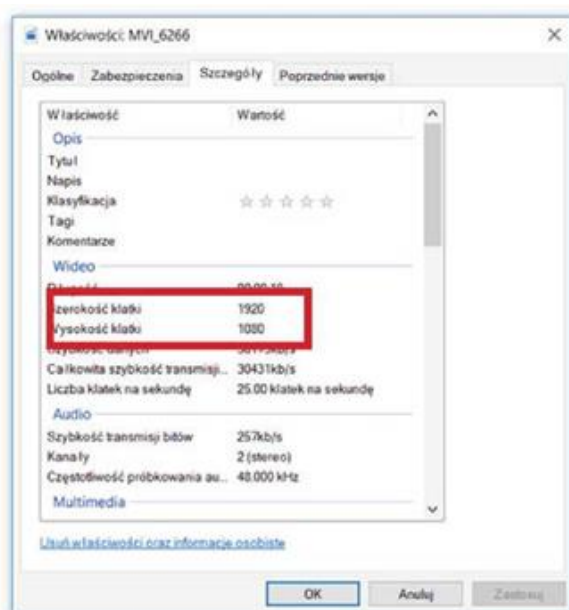 Właściwości: MVI_6266
Ogólne Zabezpieczenia Szczegóły Poprzednie wersje
Właściwość Wartość
Opis
Tytuł
Napis
Klasyfikacja
Tagi
Komentarze
Wideo
Szerokość klatki 1920
Wysokość klatki 1080
Całkowita szybkość transmisji... 30431kb/s
Liczba klatek na sekundę 25.00 klatek na sekundę
Audio
Szybkość transmisji bitów 257kb/s
Kanały 2 (stereo)
Częstotliwość próbkowania au... 48.000 kHz
Multimedia
Usuń właściwości oraz informacje osobiste
OK Anuluj Zastosuj